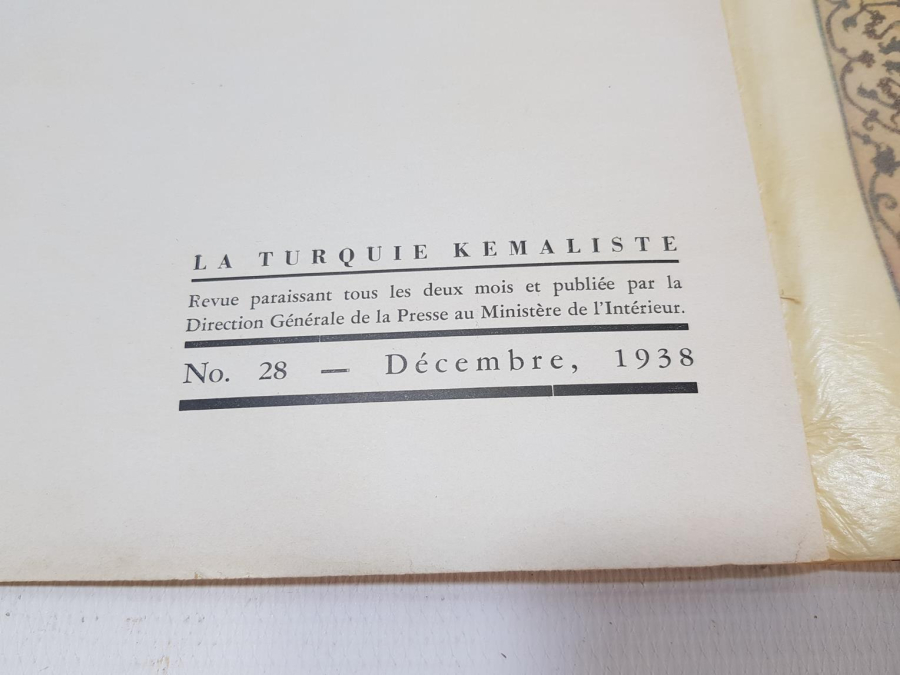 LA TURQUIE KEMALISTE
Revue paraissant tous les deux mois et publiée par la
Direction Générale de la Presse au Ministère de l'Intérieur.
No. 28 — Décembre, 1938